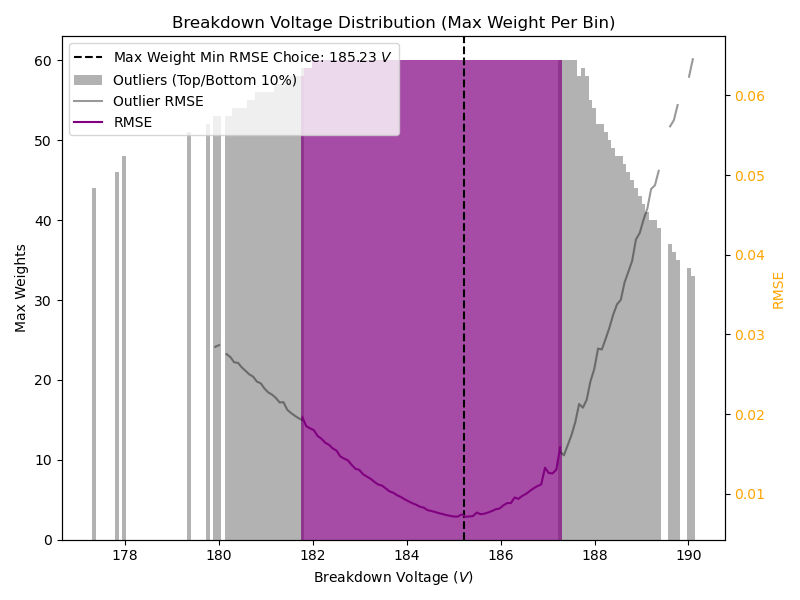 Breakdown Voltage Distribution (Max Weight Per Bin)
Max Weight Min RMSE Choice: 185.23 V
Outliers (Top/Bottom 10%)
Outlier RMSE
RMSE
Max Weights
60
50
40
30
20
10
0
0.06
0.05
0.04
0.03
0.02
0.01
RMSE
178 180 182 184 186 188 190
Breakdown Voltage (V)